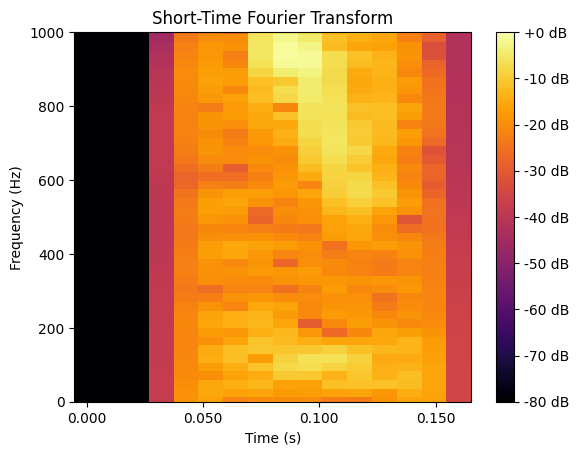 Short-Time Fourier Transform
1000
800
600
400
200
0
Frequency (Hz)
0.000
0.050
0.100
0.150
Time (s)
+0 dB
-10 dB
-20 dB
-30 dB
-40 dB
-50 dB
-60 dB
-70 dB
-80 dB